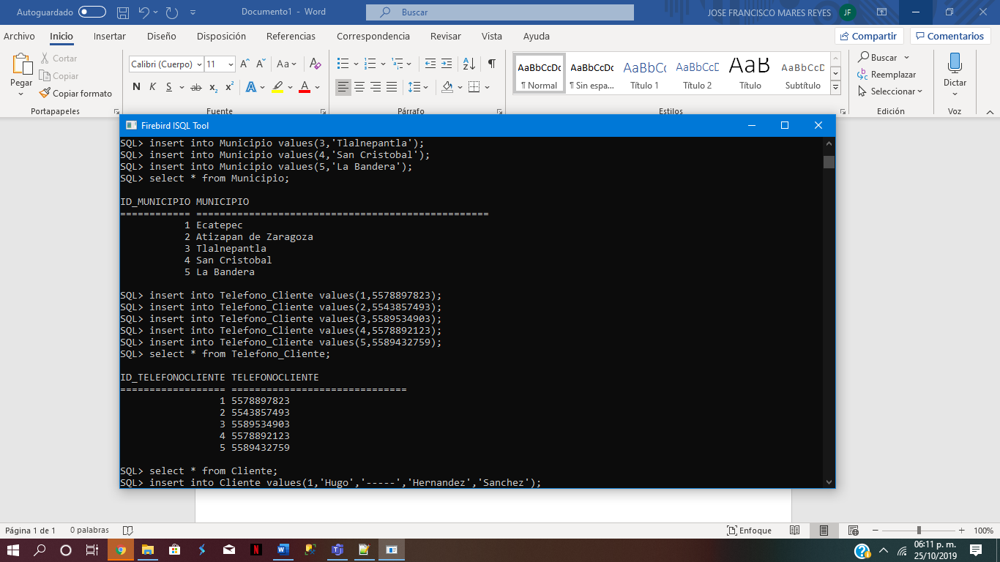 Autoguardado
Documento1 - Word
Buscar
JOSE FRANCISCO MARES REYES
JF
Archivo Inicio Insertar Diseño Disposición Referencias Correspondencia Revisar Vista Ayuda
Compartir
Comentarios
Pegar
Cortar
Copiar
Copiar formato
Portapapeles
Calibri (Cuerpo) 11
A A Aa A
N K S ab x2 x2 A A
Fuente
Párrafo
AaBbCcDc AaBbCcDc AaBbCc AaBbCcD AaB AaBbCcD
¶ Normal ¶ Sin espa... Título 1 Título 2 Título Subtítulo
Estilos
Buscar
Reemplazar
Seleccionar
Edición
Dictar
Voz
Firebird ISQL Tool
SQL> insert into Municipio values(3,'Tlalnepantla');
SQL> insert into Municipio values(4,'San Cristobal');
SQL> insert into Municipio values(5,'La Bandera');
SQL> select * from Municipio;
ID_MUNICIPIO MUNICIPIO
============ ==================================================
1 Ecatepec
2 Atizapan de Zaragoza
3 Tlalnepantla
4 San Cristobal
5 La Bandera
SQL> insert into Telefono_Cliente values(1,5578897823);
SQL> insert into Telefono_Cliente values(2,5543857493);
SQL> insert into Telefono_Cliente values(3,5589534903);
SQL> insert into Telefono_Cliente values(4,5578892123);
SQL> insert into Telefono_Cliente values(5,5589432759);
SQL> select * from Telefono_Cliente;
ID_TELEFONOCLIENTE TELEFONOCLIENTE
================== ==============================
1 5578897823
2 5543857493
3 5589534903
4 5578892123
5 5589432759
SQL> select * from Cliente;
SQL> insert into Cliente values(1,'Hugo','-----','Hernandez','Sanchez');
Página 1 de 1 0 palabras
Enfoque
100%
06:11 p. m.
25/10/2019